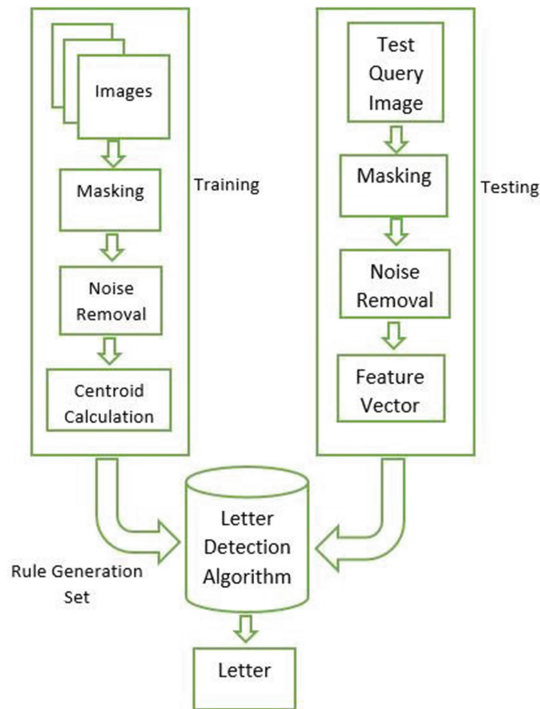 Images
Masking
Noise
Removal
Centroid
Calculation
Training
Test
Query
Image
Masking
Noise
Removal
Feature
Vector
Testing
Rule Generation
Set
Letter
Detection
Algorithm
Letter